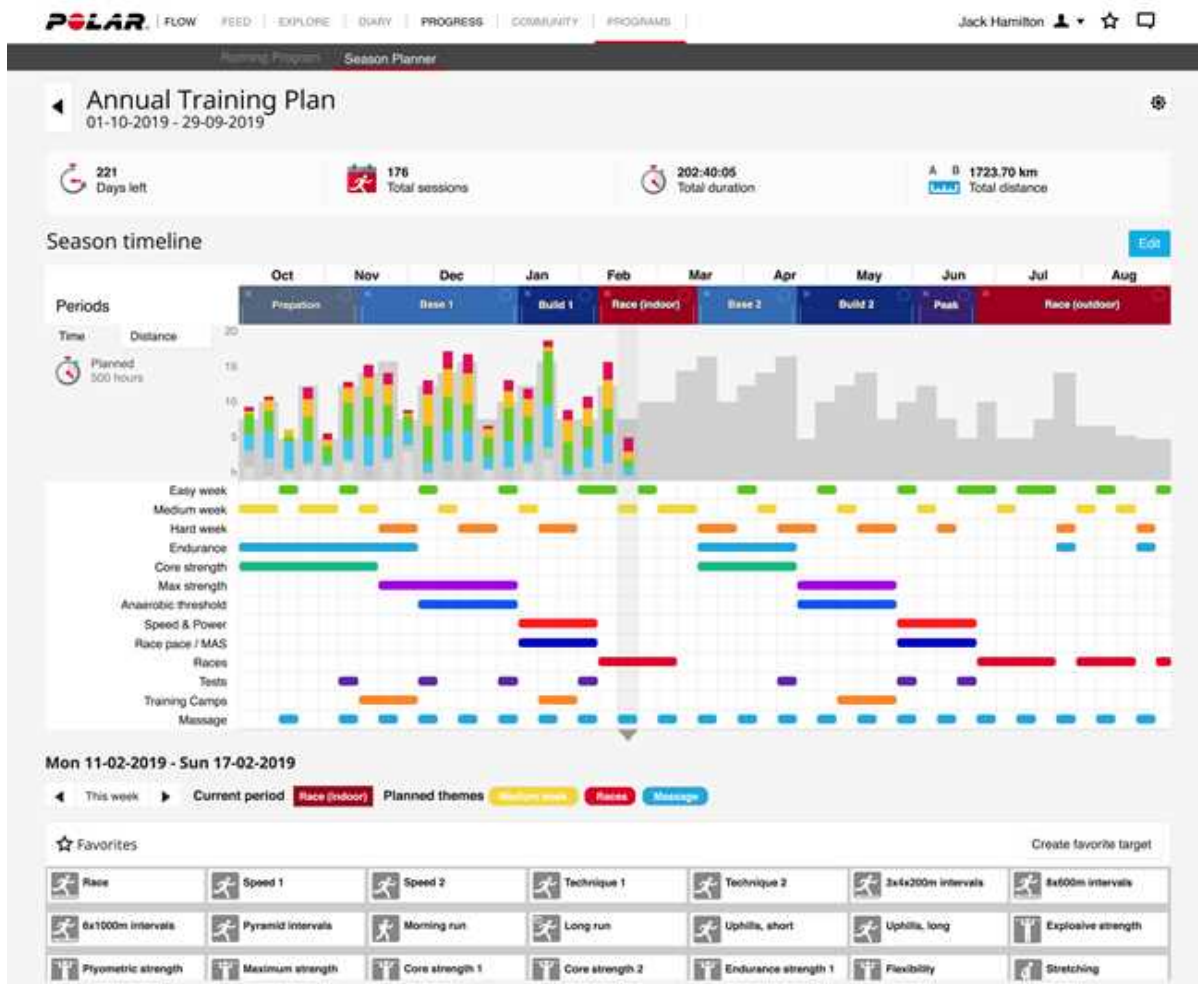 POLAR. FLOW FEED EXPLORE DIARY PROGRESS COMMUNITY PROGRAMS Jack Hamilton
Running Program Season Planner
Annual Training Plan
01-10-2019 - 29-09-2019
221 176 202:40:05 A B 1723.70 km
Days left Total sessions Total duration Total distance
Season timeline Edit
Oct Nov Dec Jan Feb Mar Apr May Jun Jul Aug
Periods Prepation Base 1 Build 1 Race (indoor) Base 2 Build 2 Peak Race (outdoor)
Time Distance 20
Planned
500 hours 15
10
5
h
Easy week
Medium week
Hard week
Endurance
Core strength
Max strength
Anaerobic threshold
Speed & Power
Race pace / MAS
Races
Tests
Training Camps
Massage
Mon 11-02-2019 - Sun 17-02-2019
This week Current period Race (indoor) Planned themes Medium week Races Massage
Favorites Create favorite target
Race Speed 1 Speed 2 Technique 1 Technique 2 3x4x200m intervals 8x600m intervals
6x1000m intervals Pyramid intervals Morning run Long run Uphills, short Uphills, long Explosive strength
Plyometric strength Maximum strength Core strength 1 Core strength 2 Endurance strength 1 Flexibility Stretching